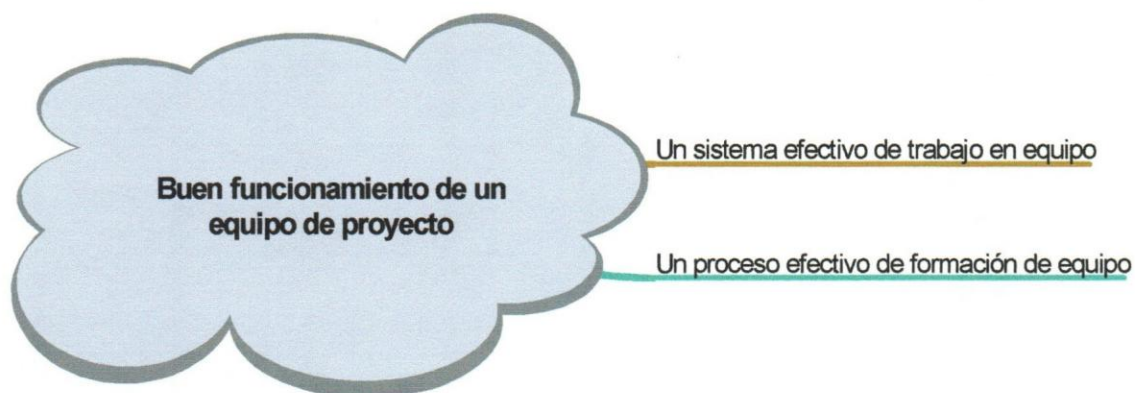 Buen funcionamiento de un
equipo de proyecto
Un sistema efectivo de trabajo en equipo
Un proceso efectivo de formación de equipo